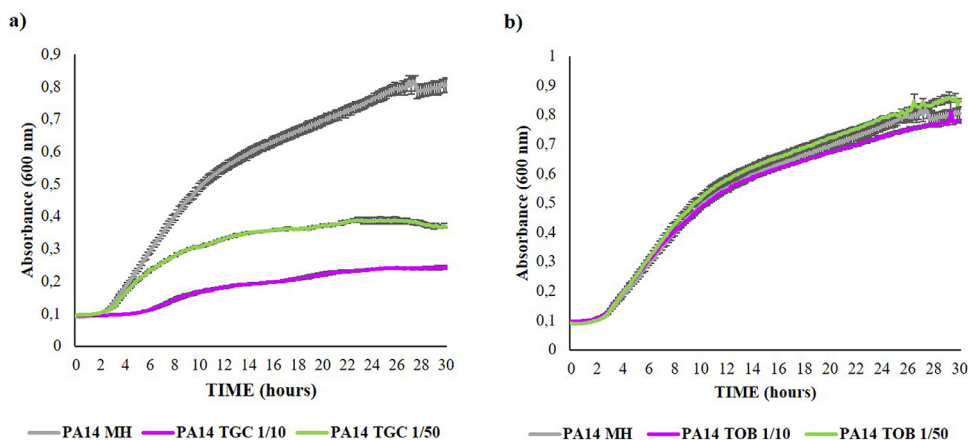 a)
0,9
0,8
0,7
0,6
0,5
0,4
0,3
0,2
0,1
0
Absorbance (600 nm)
0 2 4 6 8 10 12 14 16 18 20 22 24 26 28 30
TIME (hours)
PA14 MH PA14 TGC 1/10 PA14 TGC 1/50
b)
1
0,9
0,8
0,7
0,6
0,5
0,4
0,3
0,2
0,1
0
Absorbance (600 nm)
0 2 4 6 8 10 12 14 16 18 20 22 24 26 28 30
TIME (hours)
PA14 MH PA14 TOB 1/10 PA14 TOB 1/50